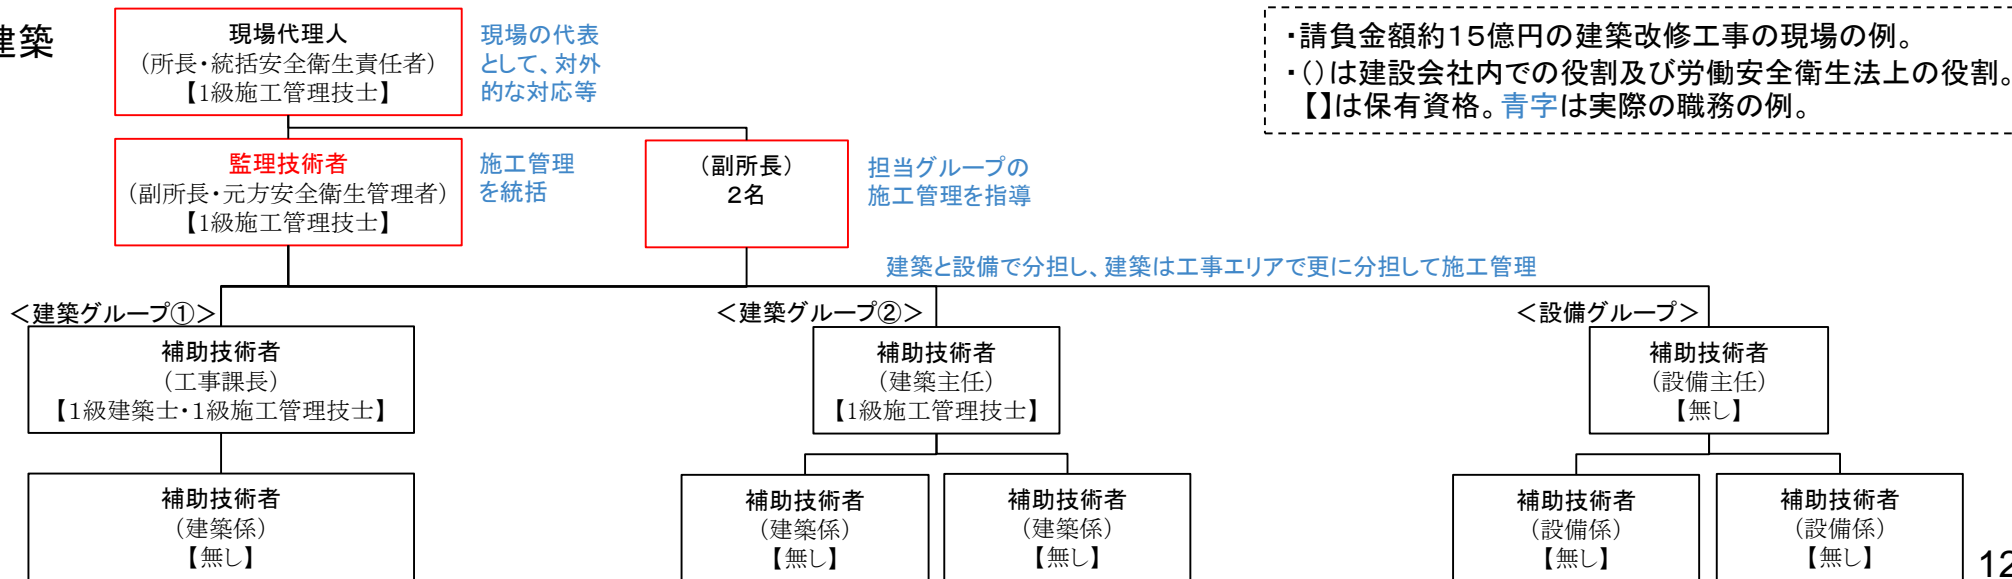 建築
現場代理人
（所長・統括安全衛生責任者）
【1級施工管理技士】
現場の代表
として、対外
的な対応等
・請負金額約15億円の建築改修工事の現場の例。
・（）は建設会社内での役割及び労働安全衛生法上の役割。
【】は保有資格。青字は実際の職務の例。
監理技術者
（副所長・元方安全衛生管理者）
【1級施工管理技士】
施工管理
を統括
（副所長）
2名
担当グループの
施工管理を指導
建築と設備で分担し、建築は工事エリアで更に分担して施工管理
＜建築グループ①＞
補助技術者
（工事課長）
【1級建築士・1級施工管理技士】
補助技術者
（建築係）
【無し】
＜建築グループ②＞
補助技術者
（建築主任）
【1級施工管理技士】
補助技術者
（建築係）
【無し】
補助技術者
（建築係）
【無し】
＜設備グループ＞
補助技術者
（設備主任）
【無し】
補助技術者
（設備係）
【無し】
補助技術者
（設備係）
【無し】
12